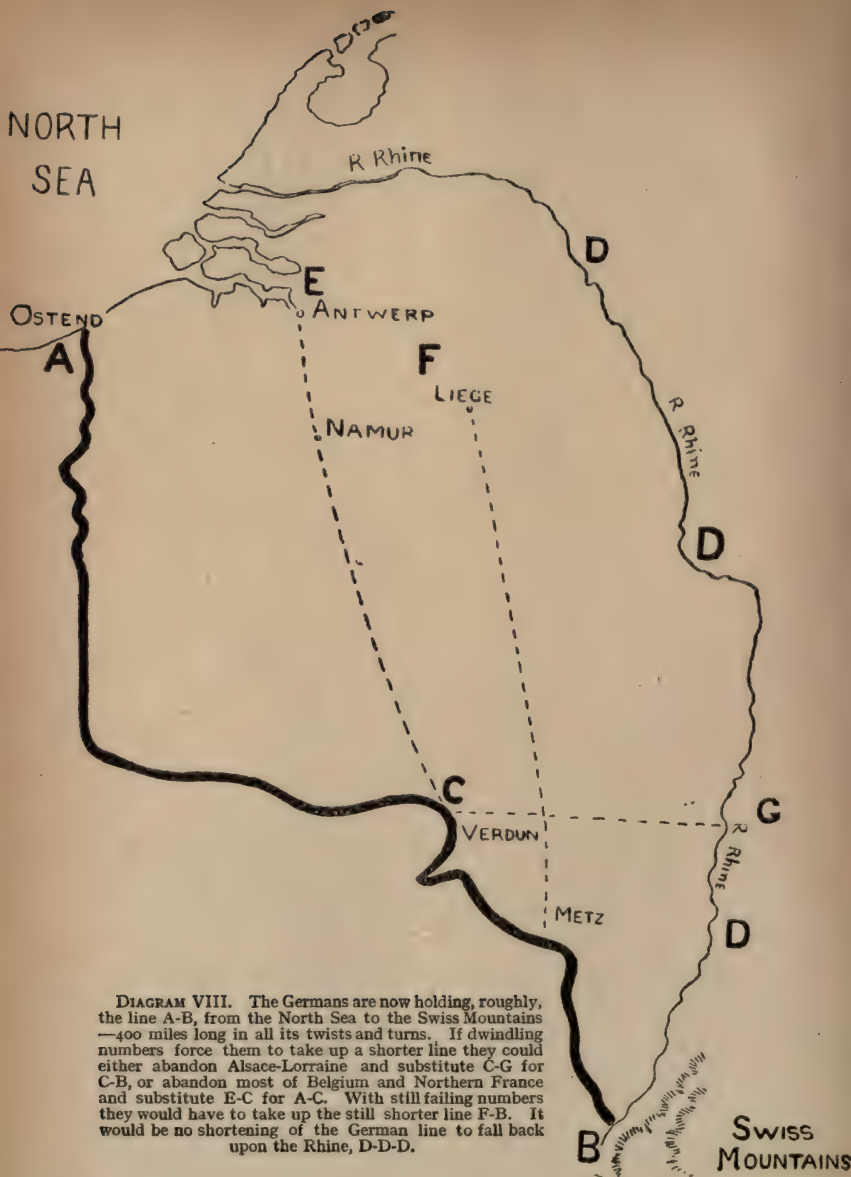 NORTH
SEA
R Rhine
D
E
OSTEND
ANTWERP
A
F
LIEGE
R Rhine
NAMUR
D
C
G
VERDUN
R Rhine
METZ
D
DIAGRAM VIII. The Germans are now holding, roughly,
the line A-B, from the North Sea to the Swiss Mountains
—400 miles long in all its twists and turns. If dwindling
numbers force them to take up a shorter line they could
either abandon Alsace-Lorraine and substitute C-G for
C-B, or abandon most of Belgium and Northern France
and substitute E-C for A-C. With still failing numbers
they would have to take up the still shorter line F-B. It
would be no shortening of the German line to fall back
upon the Rhine, D-D-D.
B
SWISS
MOUNTAINS